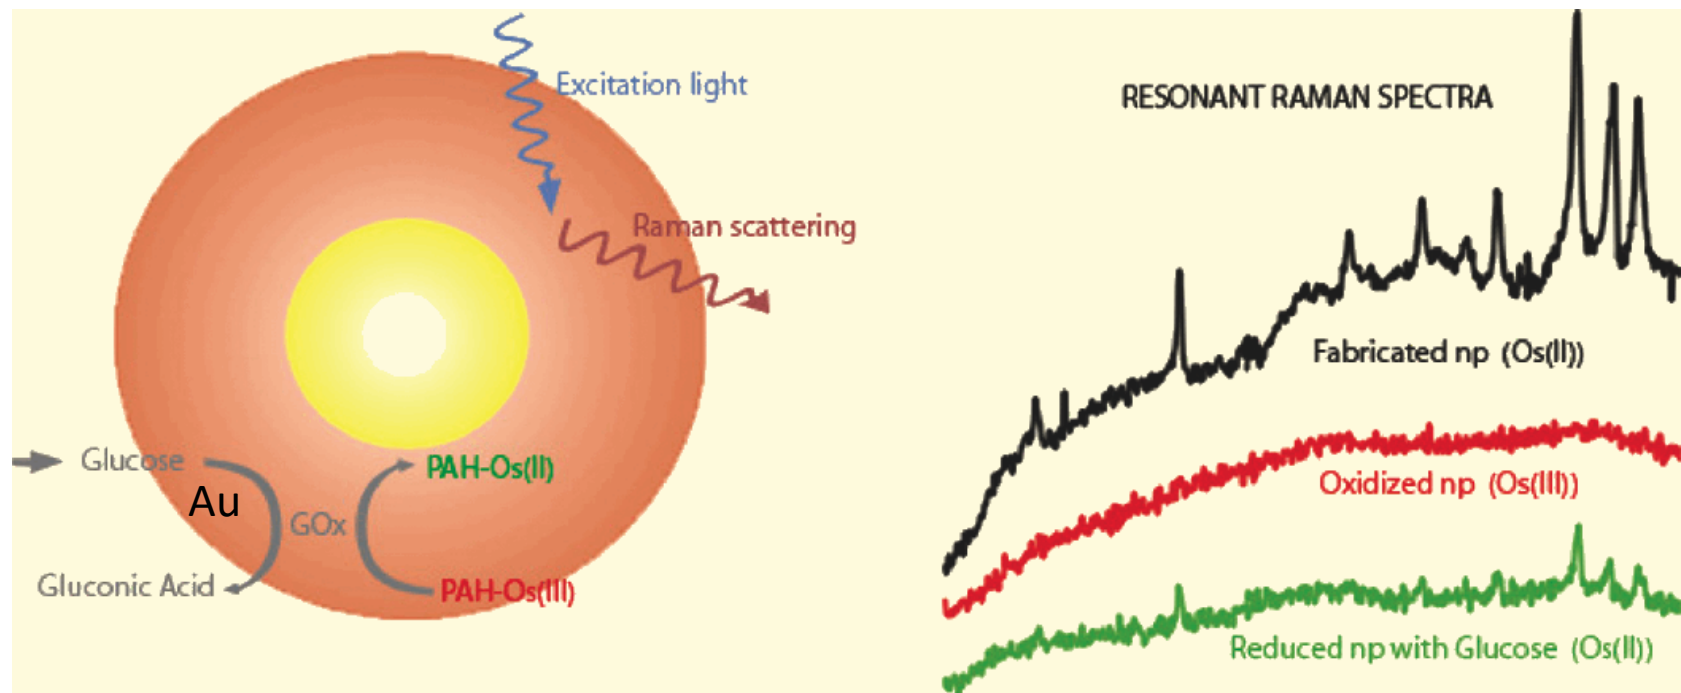 Excitation light
Raman scattering
Glucose
Au
GOx
Gluconic Acid
PAH-Os(II)
PAH-Os(III)
RESONANT RAMAN SPECTRA
Fabricated np (Os(II))
Oxidized np (Os(III))
Reduced np with Glucose (Os(II))